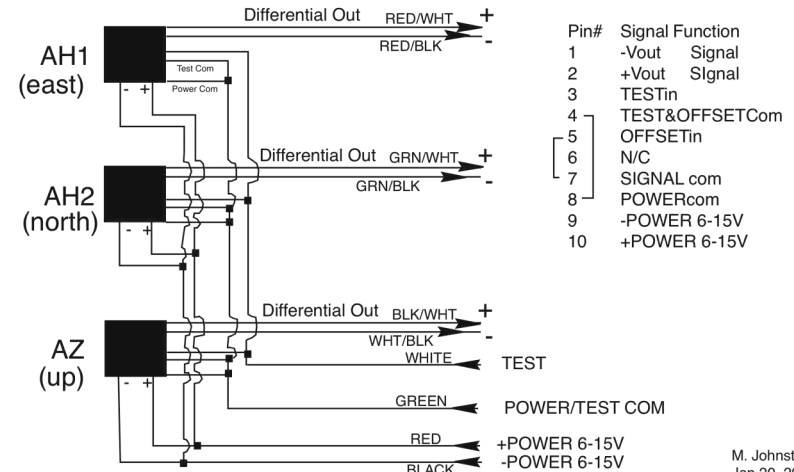 Differential Out RED/WHT +
RED/BLK -
AH1
(east)
Test Com
Power Com
- +
Differential Out GRN/WHT +
GRN/BLK -
AH2
(north)
- +
Differential Out BLK/WHT +
WHT/BLK -
AZ
(up)
- +
WHITE TEST
GREEN POWER/TEST COM
RED +POWER 6-15V
BLACK -POWER 6-15V
Pin# Signal Function
1 -Vout Signal
2 +Vout SIgnal
3 TESTin
4 TEST&OFFSETCom
5 OFFSETin
6 N/C
7 SIGNAL com
8 POWERcom
9 -POWER 6-15V
10 +POWER 6-15V
M. Johnst